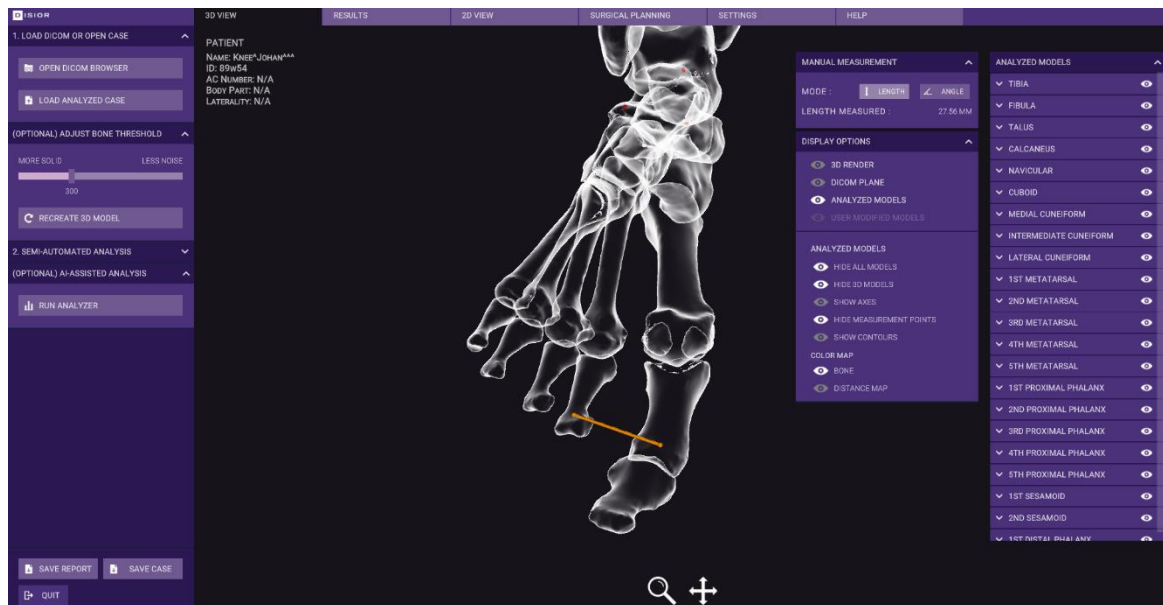 DISIOR
3D VIEW
RESULTS
2D VIEW
SURGICAL PLANNING
SETTINGS
HELP
1. LOAD DICOM OR OPEN CASE
OPEN DICOM BROWSER
LOAD ANALYZED CASE
(OPTIONAL) ADJUST BONE THRESHOLD
MORE SOLID LESS NOISE
300
RECREATE 3D MODEL
2. SEMI-AUTOMATED ANALYSIS
(OPTIONAL) AI-ASSISTED ANALYSIS
RUN ANALYZER
SAVE REPORT SAVE CASE
QUIT
PATIENT
NAME: KNEE^JOHAN^^^
ID: 89W54
AC NUMBER: N/A
BODY PART: N/A
LATERALITY: N/A
MANUAL MEASUREMENT
MODE : LENGTH ANGLE
LENGTH MEASURED : 27.56 MM
DISPLAY OPTIONS
3D RENDER
DICOM PLANE
ANALYZED MODELS
USER MODIFIED MODELS
ANALYZED MODELS
HIDE ALL MODELS
HIDE 3D MODELS
SHOW AXES
HIDE MEASUREMENT POINTS
SHOW CONTOURS
COLOR MAP
BONE
DISTANCE MAP
ANALYZED MODELS
TIBIA
FIBULA
TALUS
CALCANEUS
NAVICULAR
CUBOID
MEDIAL CUNEIFORM
INTERMEDIATE CUNEIFORM
LATERAL CUNEIFORM
1ST METATARSAL
2ND METATARSAL
3RD METATARSAL
4TH METATARSAL
5TH METATARSAL
1ST PROXIMAL PHALANX
2ND PROXIMAL PHALANX
3RD PROXIMAL PHALANX
4TH PROXIMAL PHALANX
5TH PROXIMAL PHALANX
1ST SESAMOID
2ND SESAMOID
1ST DISTAL PHALANX